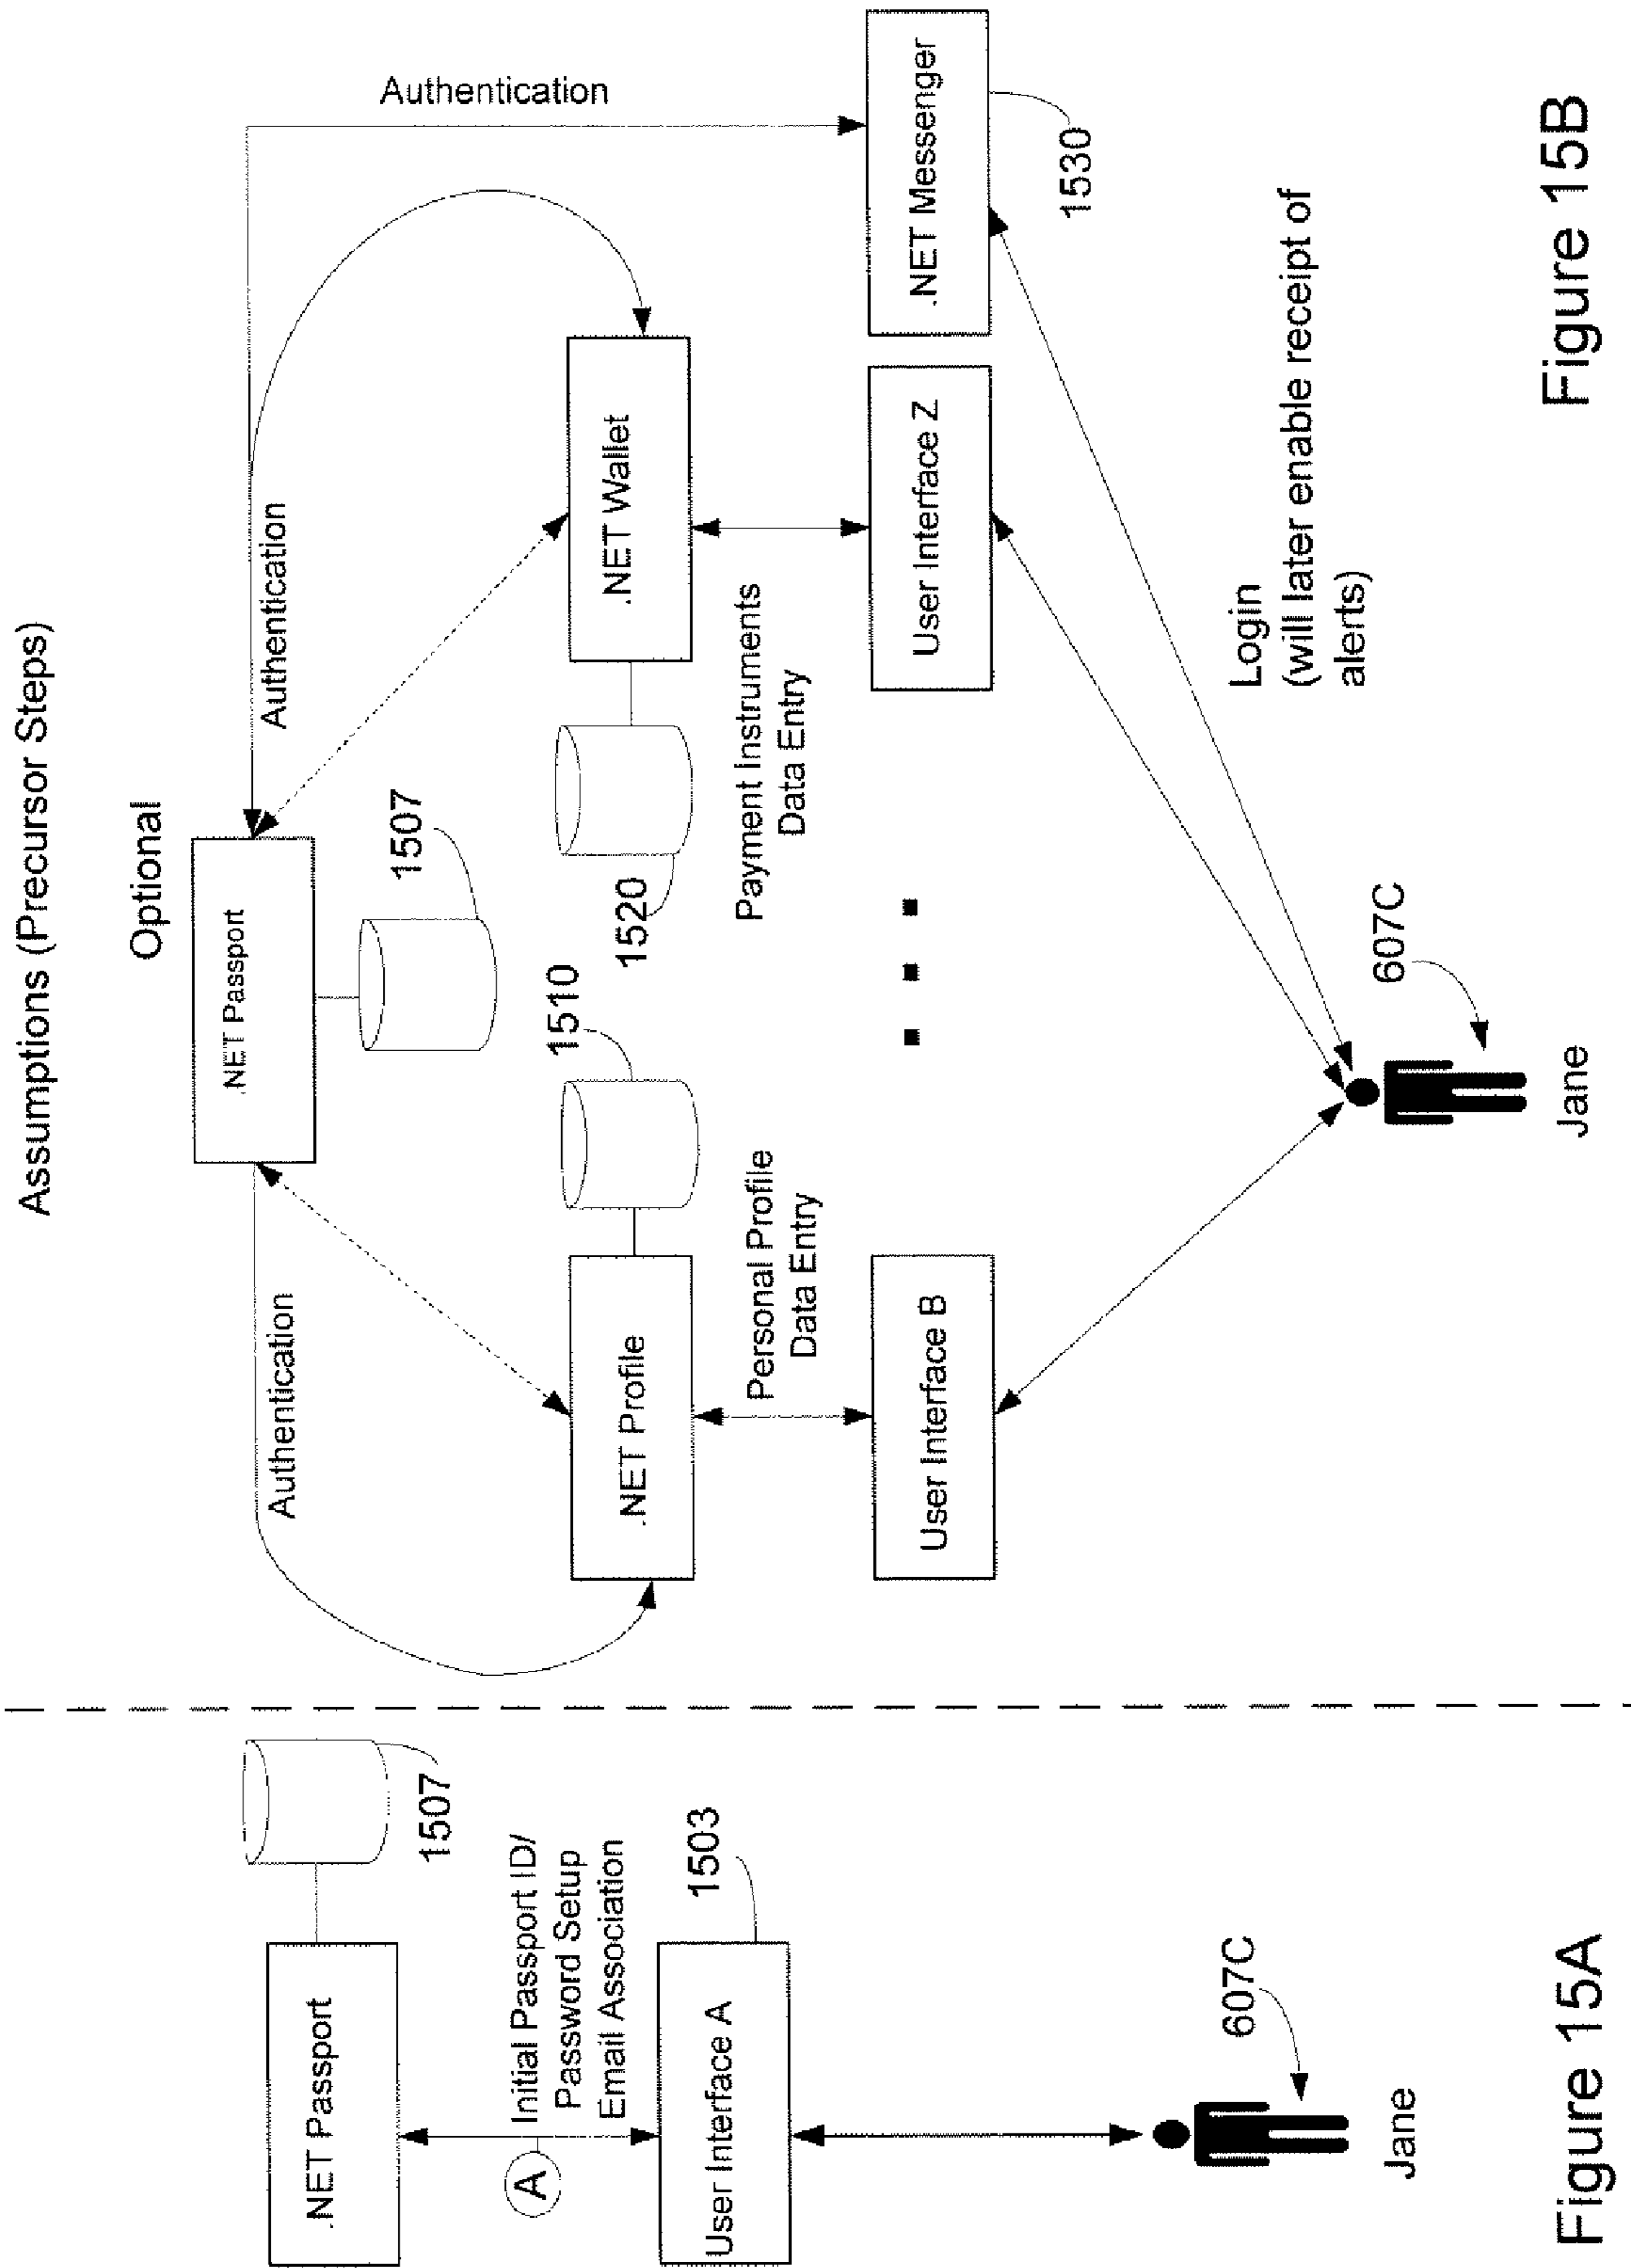 Assumptions (Precursor Steps)
.NET Passport
1507
A
Initial Passport ID/
Password Setup
Email Association
1503
User Interface A
607C
Jane
Figure 15A
Optional
.NET Passport
1507
Authentication
Authentication
Authentication
.NET Profile
1510
.NET Wallet
1520
Personal Profile
Data Entry
Payment Instruments
Data Entry
User Interface B
User Interface Z
.NET Messenger
1530
Login
(will later enable receipt of
alerts)
607C
Jane
Figure 15B